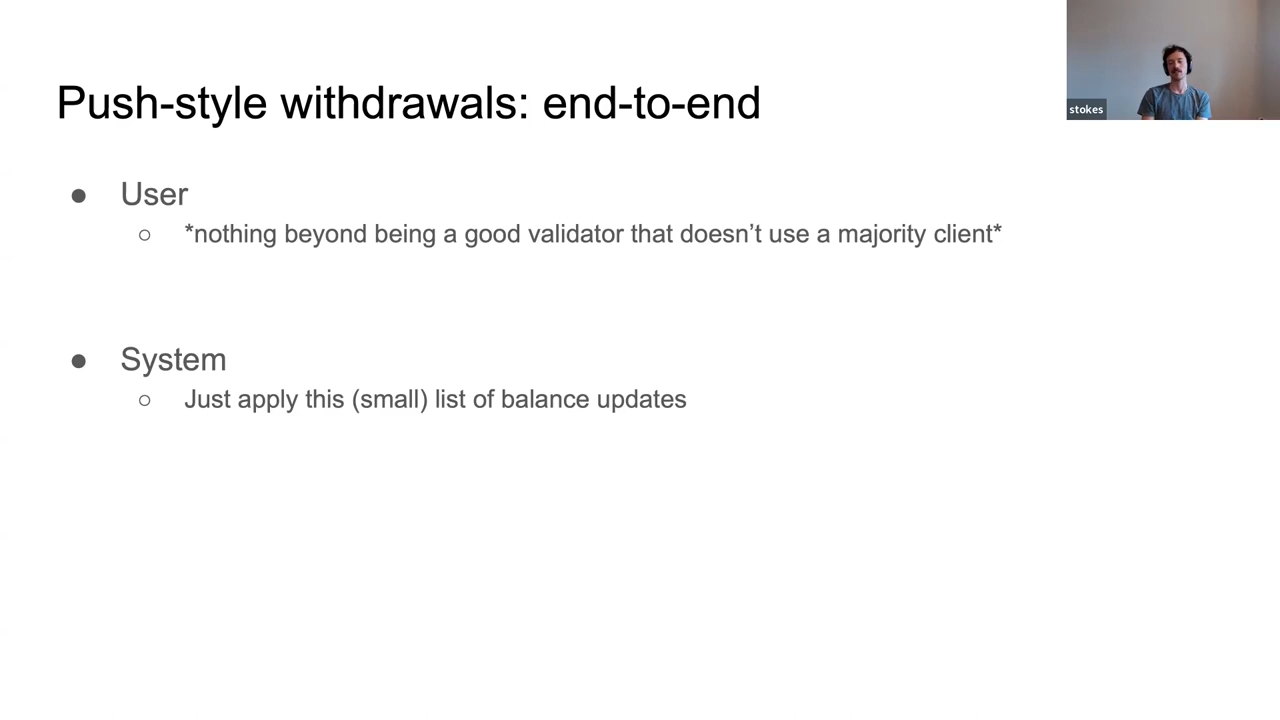 Push-style withdrawals: end-to-end
stokes
● User
○ *nothing beyond being a good validator that doesn’t use a majority client*
● System
○ Just apply this (small) list of balance updates